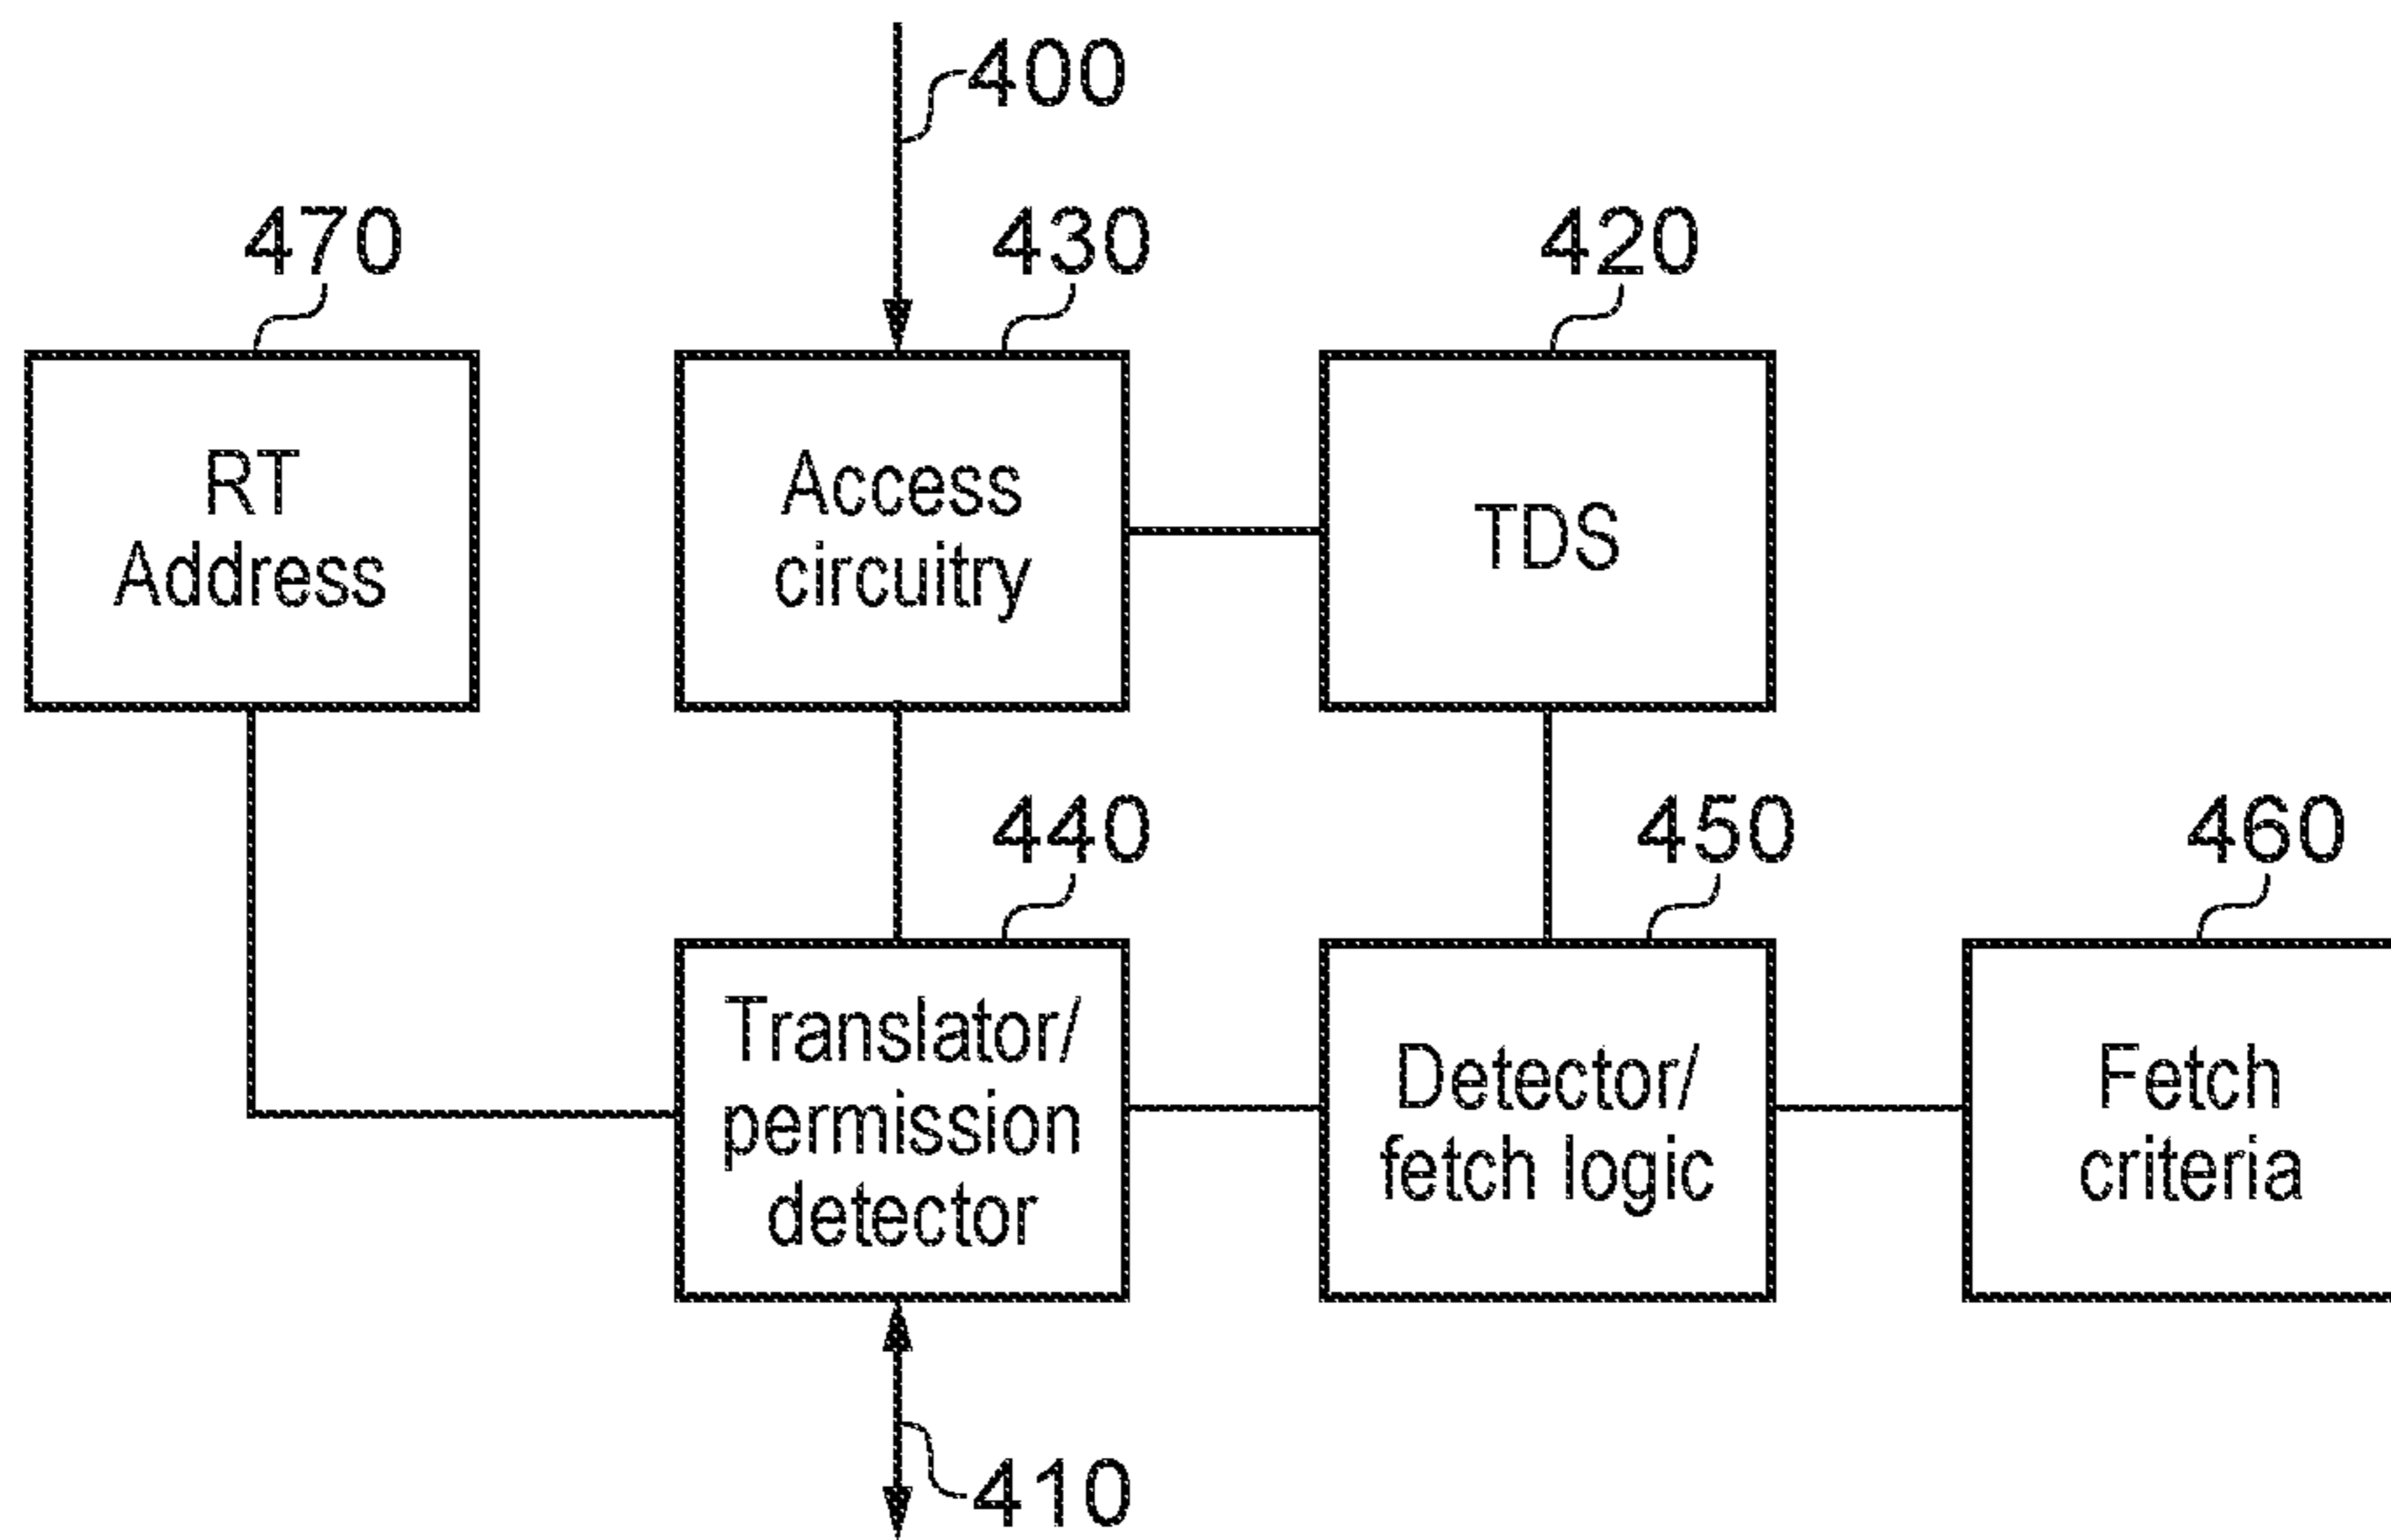 400
470
430
420
RT
Address
Access
circuitry
TDS
440
450
460
Translator/
permission
detector
Detector/
fetch logic
Fetch
criteria
410